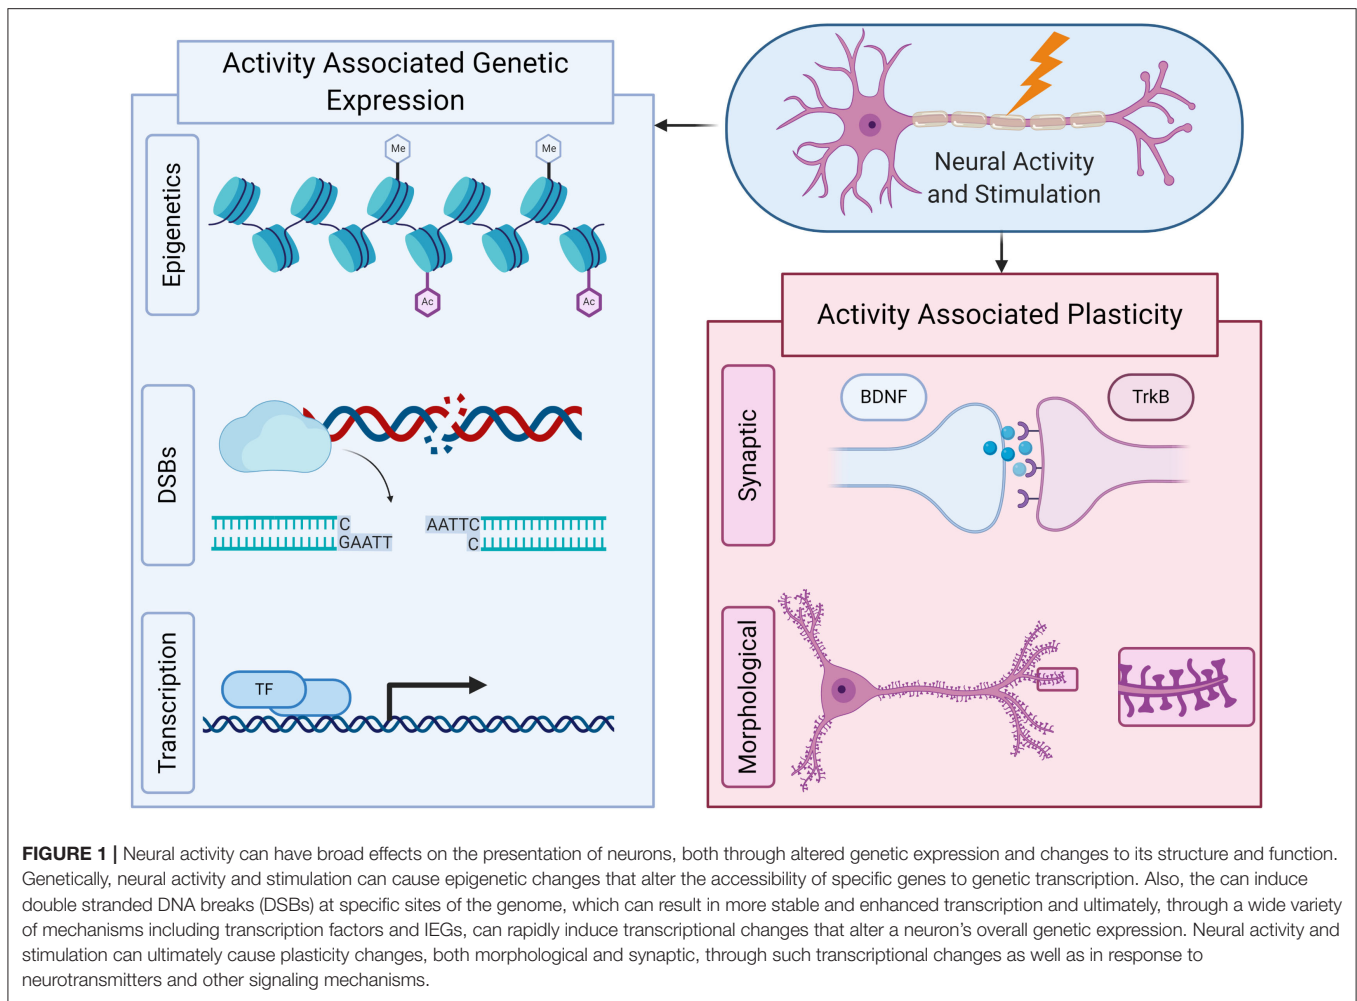 Activity Associated Genetic
Expression
Neural Activity
and Stimulation
Epigenetics
Me
Me
Ac
Ac
DSBs
C
GAATT
AATTC
C
Transcription
TF
Activity Associated Plasticity
Synaptic
BDNF
TrkB
Morphological
FIGURE 1 | Neural activity can have broad effects on the presentation of neurons, both through altered genetic expression and changes to its structure and function.
Genetically, neural activity and stimulation can cause epigenetic changes that alter the accessibility of specific genes to genetic transcription. Also, the can induce
double stranded DNA breaks (DSBs) at specific sites of the genome, which can result in more stable and enhanced transcription and ultimately, through a wide variety
of mechanisms including transcription factors and IEGs, can rapidly induce transcriptional changes that alter a neuron's overall genetic expression. Neural activity and
stimulation can ultimately cause plasticity changes, both morphological and synaptic, through such transcriptional changes as well as in response to
neurotransmitters and other signaling mechanisms.